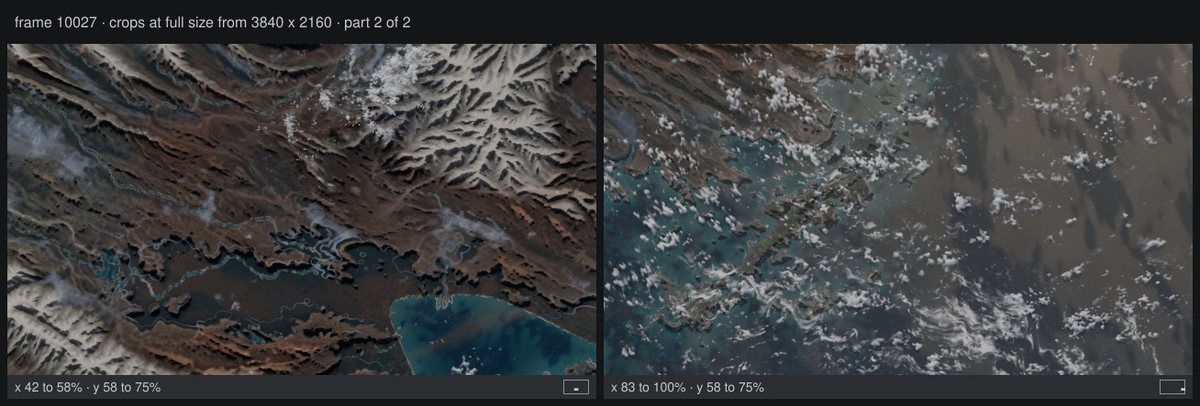 frame 10027 · crops at full size from 3840 x 2160 · part 2 of 2
x 42 to 58% · y 58 to 75%
x 83 to 100% · y 58 to 75%